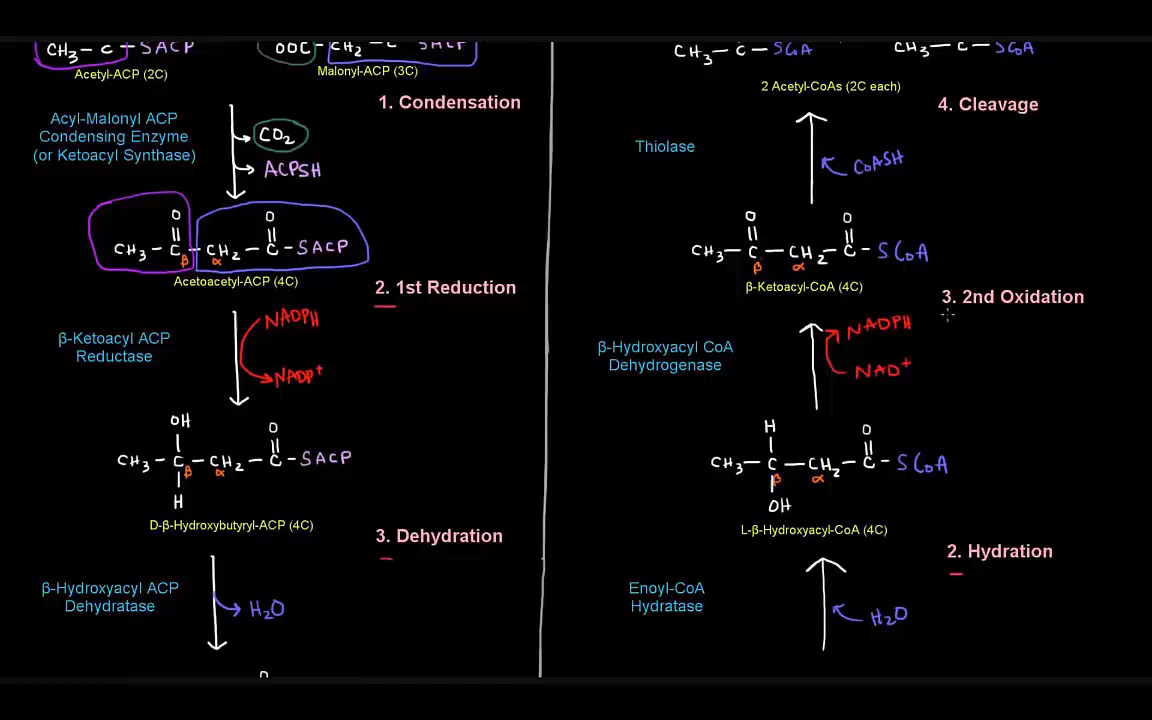 CH3 - C - SACP
OOC - CH2 - C SACP
Acetyl-ACP (2C)
Malonyl-ACP (3C)
1. Condensation
Acyl-Malonyl ACP
Condensing Enzyme
(or Ketoacyl Synthase)
CO2
ACPSH
O O
CH3 - C - CH2 - C - SACP
β α
Acetoacetyl-ACP (4C)
2. 1st Reduction
β-Ketoacyl ACP
Reductase
NADPH
NADP+
OH O
CH3 - C - CH2 - C - SACP
β α
H
D-β-Hydroxybutyryl-ACP (4C)
3. Dehydration
β-Hydroxyacyl ACP
Dehydratase
H2O
CH3 - C - SCoA
CH3 - C - SCoA
2 Acetyl-CoAs (2C each)
4. Cleavage
Thiolase
CoASH
O O
CH3 - C - CH2 - C - SCoA
β α
β-Ketoacyl-CoA (4C)
3. 2nd Oxidation
β-Hydroxyacyl CoA
Dehydrogenase
NADPH
NAD+
H O
CH3 - C - CH2 - C - SCoA
β α
OH
L-β-Hydroxyacyl-CoA (4C)
2. Hydration
Enoyl-CoA
Hydratase
H2O